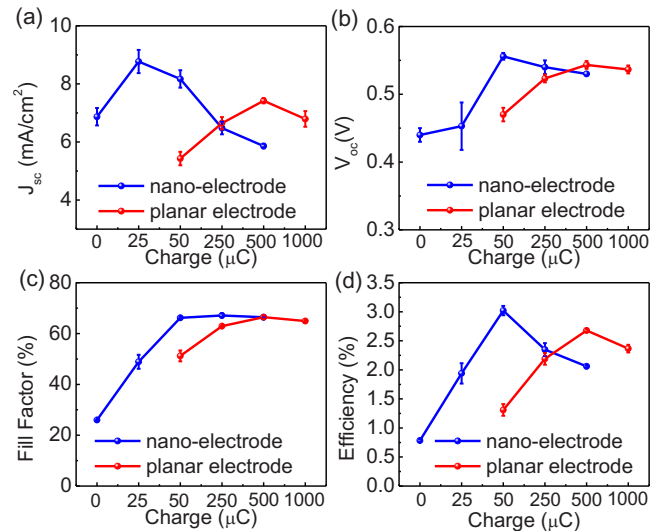 (a)
10
8
6
4
J_sc (mA/cm²)
nano-electrode
planar electrode
0 25 50 250 500 1000
Charge (μC)
(b)
0.6
0.5
0.4
0.3
V_oc(V)
nano-electrode
planar electrode
0 25 50 250 500 1000
Charge (μC)
(c)
80
60
40
20
0
Fill Factor (%)
nano-electrode
planar electrode
0 25 50 250 500 1000
Charge (μC)
(d)
3.5
3.0
2.5
2.0
1.5
1.0
0.5
0.0
Efficiency (%)
nano-electrode
planar electrode
0 25 50 250 500 1000
Charge (μC)